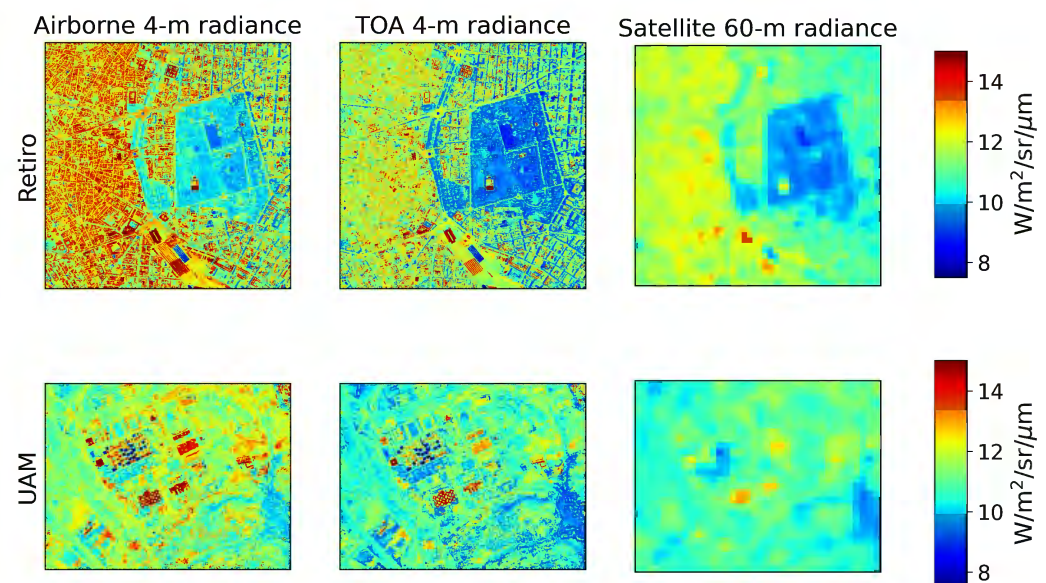 Airborne 4-m radiance TOA 4-m radiance Satellite 60-m radiance
Retiro
14
12
10
8
W/m²/sr/μm
UAM
14
12
10
8
W/m²/sr/μm